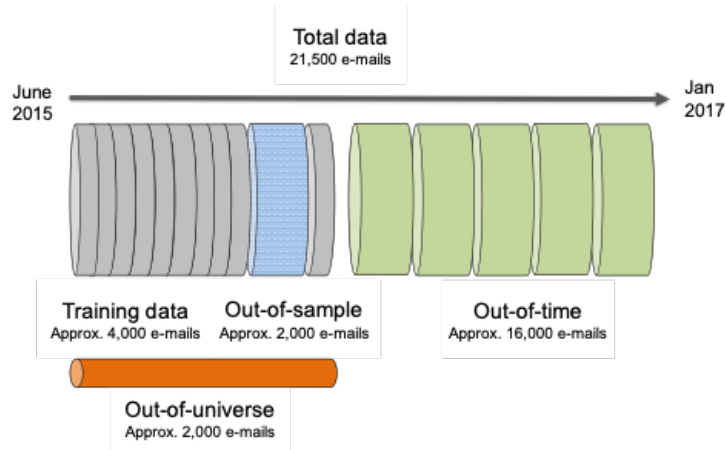 Total data
21,500 e-mails
June
2015
Jan
2017
Training data
Approx. 4,000 e-mails
Out-of-sample
Approx. 2,000 e-mails
Out-of-time
Approx. 16,000 e-mails
Out-of-universe
Approx. 2,000 e-mails